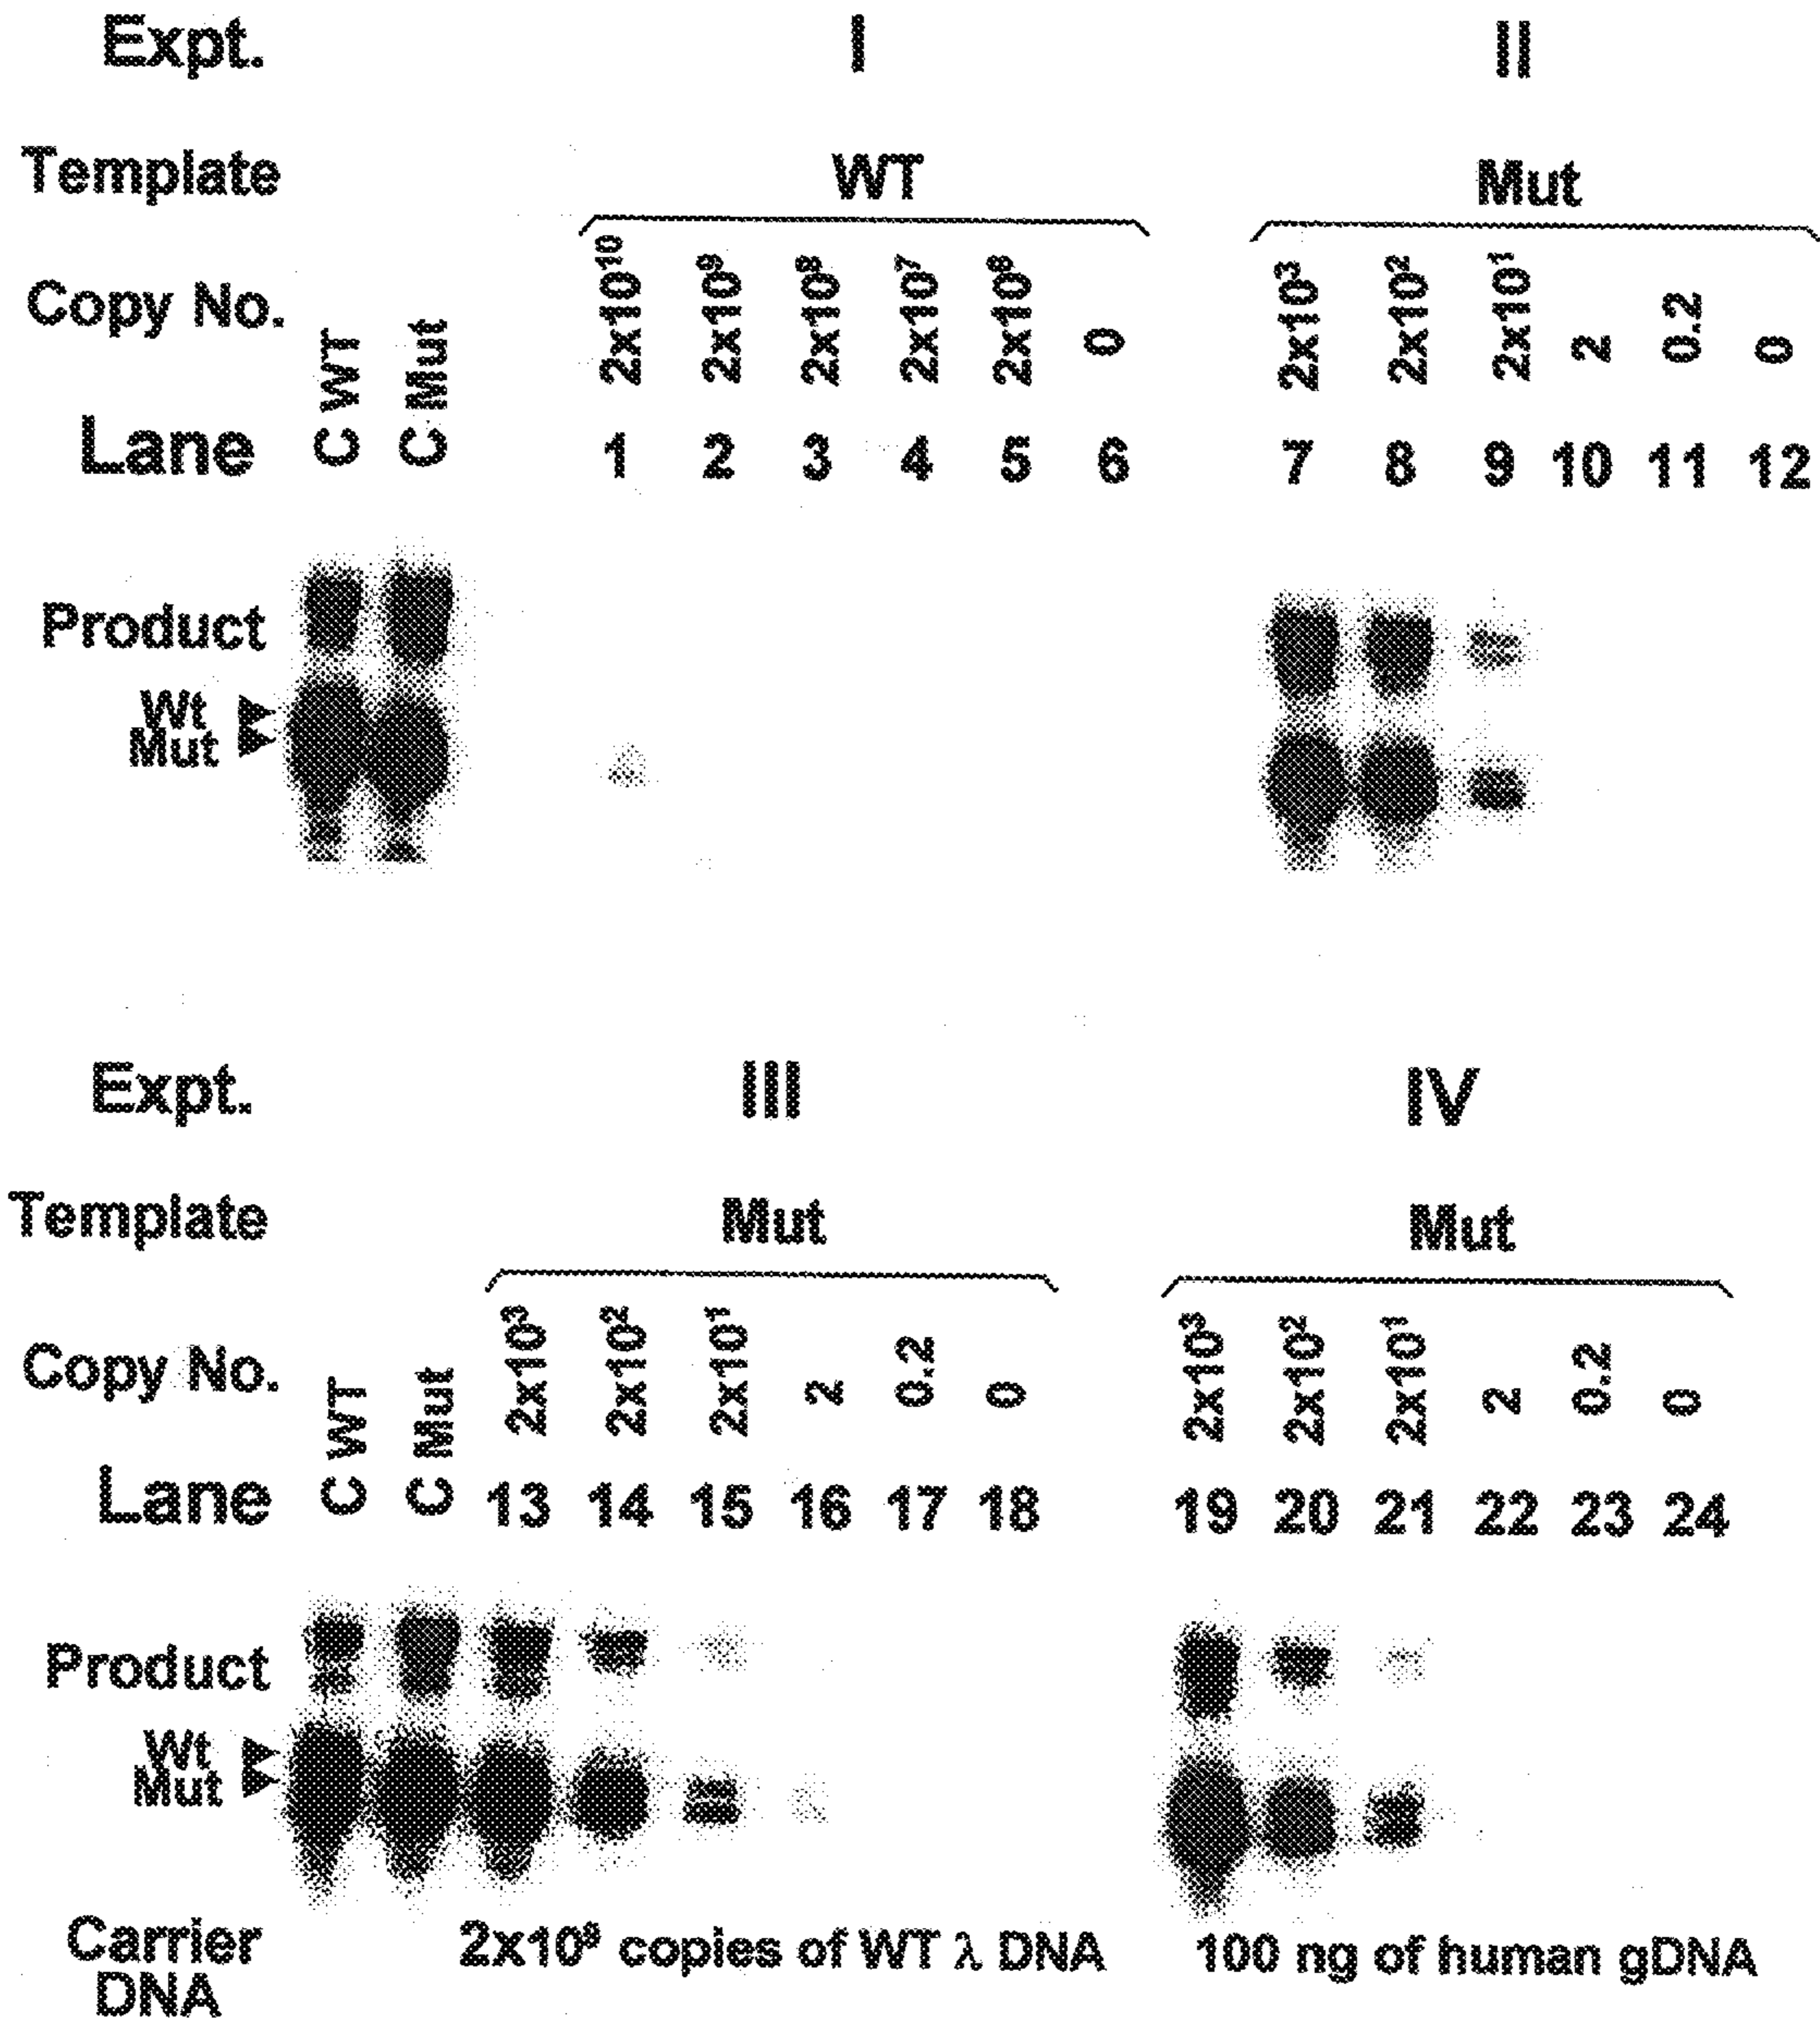 Expt. I II
Template WT Mut
Copy No. 2x10¹⁰ 2x10⁹ 2x10⁸ 2x10⁷ 2x10⁶ 0 2x10³ 2x10² 2x10¹ 2 0.2 0
Lane C WT C Mut 1 2 3 4 5 6 7 8 9 10 11 12
Product
Wt
Mut
Expt. III IV
Template Mut Mut
Copy No. 2x10³ 2x10² 2x10¹ 2 0.2 0 2x10³ 2x10² 2x10¹ 2 0.2 0
Lane C WT C Mut 13 14 15 16 17 18 19 20 21 22 23 24
Product
Wt
Mut
Carrier 2x10⁹ copies of WT λ DNA 100 ng of human gDNA
DNA